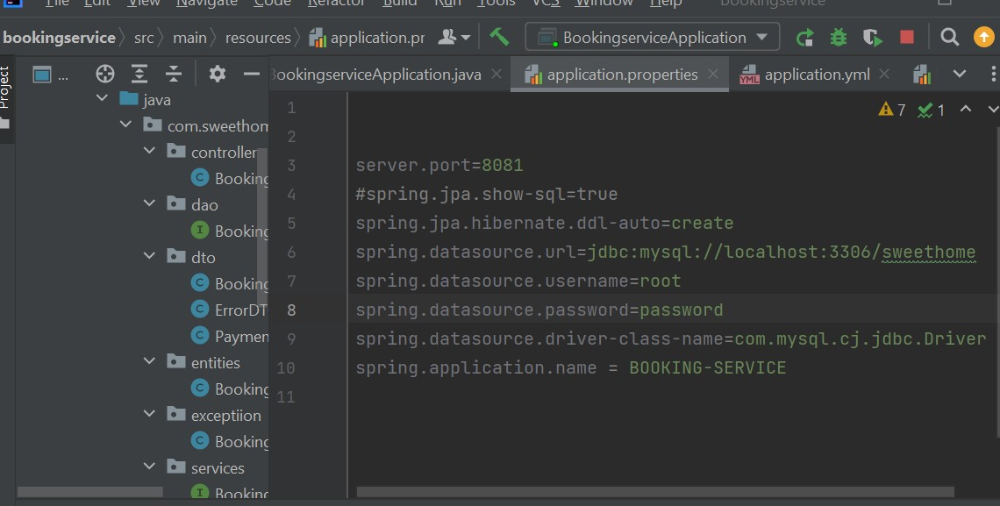 File Edit View Navigate Code Refactor Build Run Tools VCS Window Help bookingservice
bookingservice src main resources application.pr BookingserviceApplication
Project
... BookingserviceApplication.java application.properties application.yml
java
com.sweethom
controller
Booking
dao
Booking
dto
Booking
ErrorDT
Paymen
entities
Booking
exceptiion
Booking
services
Booking
7 1
1
2
3 server.port=8081
4 #spring.jpa.show-sql=true
5 spring.jpa.hibernate.ddl-auto=create
6 spring.datasource.url=jdbc:mysql://localhost:3306/sweethome
7 spring.datasource.username=root
8 spring.datasource.password=password
9 spring.datasource.driver-class-name=com.mysql.cj.jdbc.Driver
10 spring.application.name = BOOKING-SERVICE
11